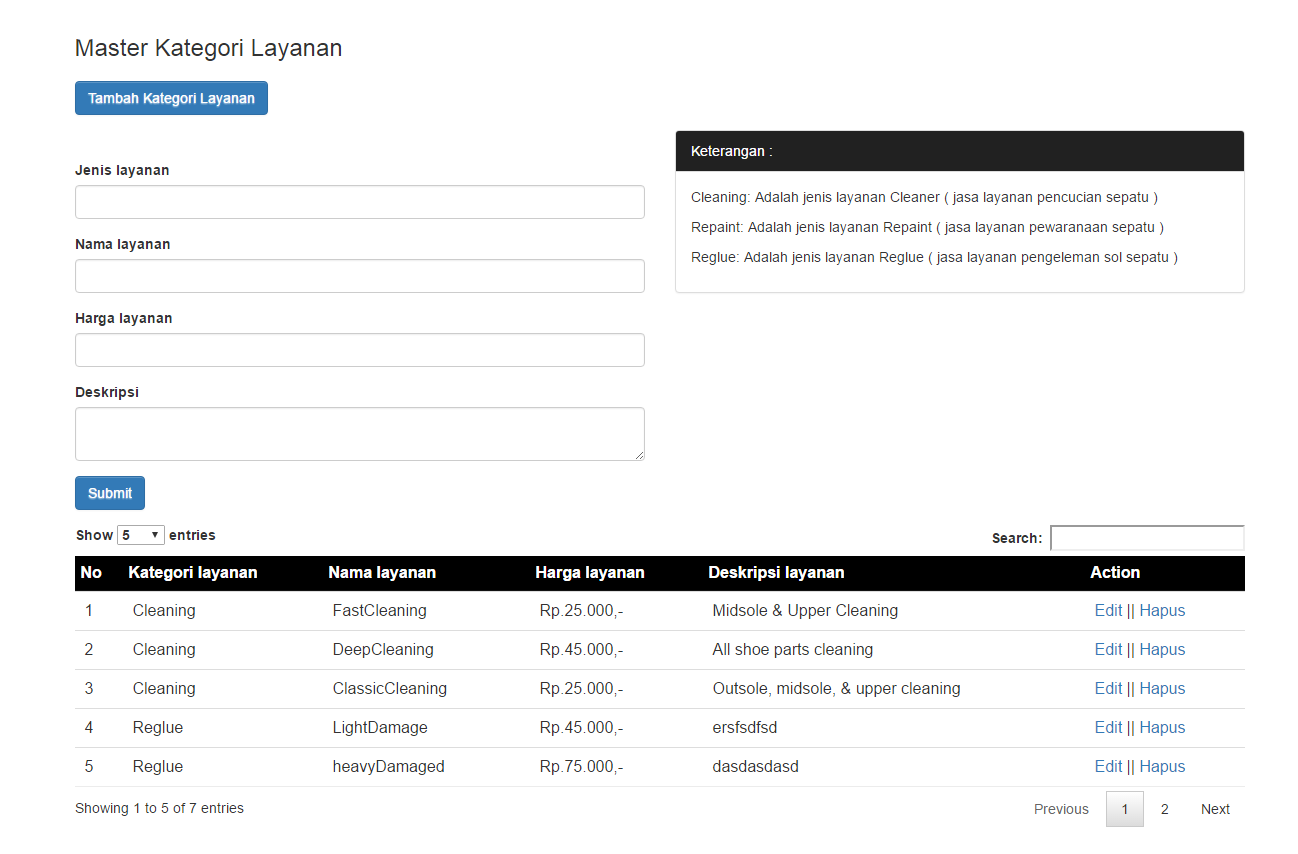 Master Kategori Layanan
Tambah Kategori Layanan
Jenis layanan
Nama layanan
Harga layanan
Deskripsi
Submit
Keterangan :
Cleaning: Adalah jenis layanan Cleaner ( jasa layanan pencucian sepatu )
Repaint: Adalah jenis layanan Repaint ( jasa layanan pewaranaan sepatu )
Reglue: Adalah jenis layanan Reglue ( jasa layanan pengeleman sol sepatu )
Show 5 entries
Search:
No Kategori layanan Nama layanan Harga layanan Deskripsi layanan Action
1 Cleaning FastCleaning Rp.25.000,- Midsole & Upper Cleaning Edit || Hapus
2 Cleaning DeepCleaning Rp.45.000,- All shoe parts cleaning Edit || Hapus
3 Cleaning ClassicCleaning Rp.25.000,- Outsole, midsole, & upper cleaning Edit || Hapus
4 Reglue LightDamage Rp.45.000,- ersfsdfsd Edit || Hapus
5 Reglue heavyDamaged Rp.75.000,- dasdasdasd Edit || Hapus
Showing 1 to 5 of 7 entries
Previous 1 2 Next